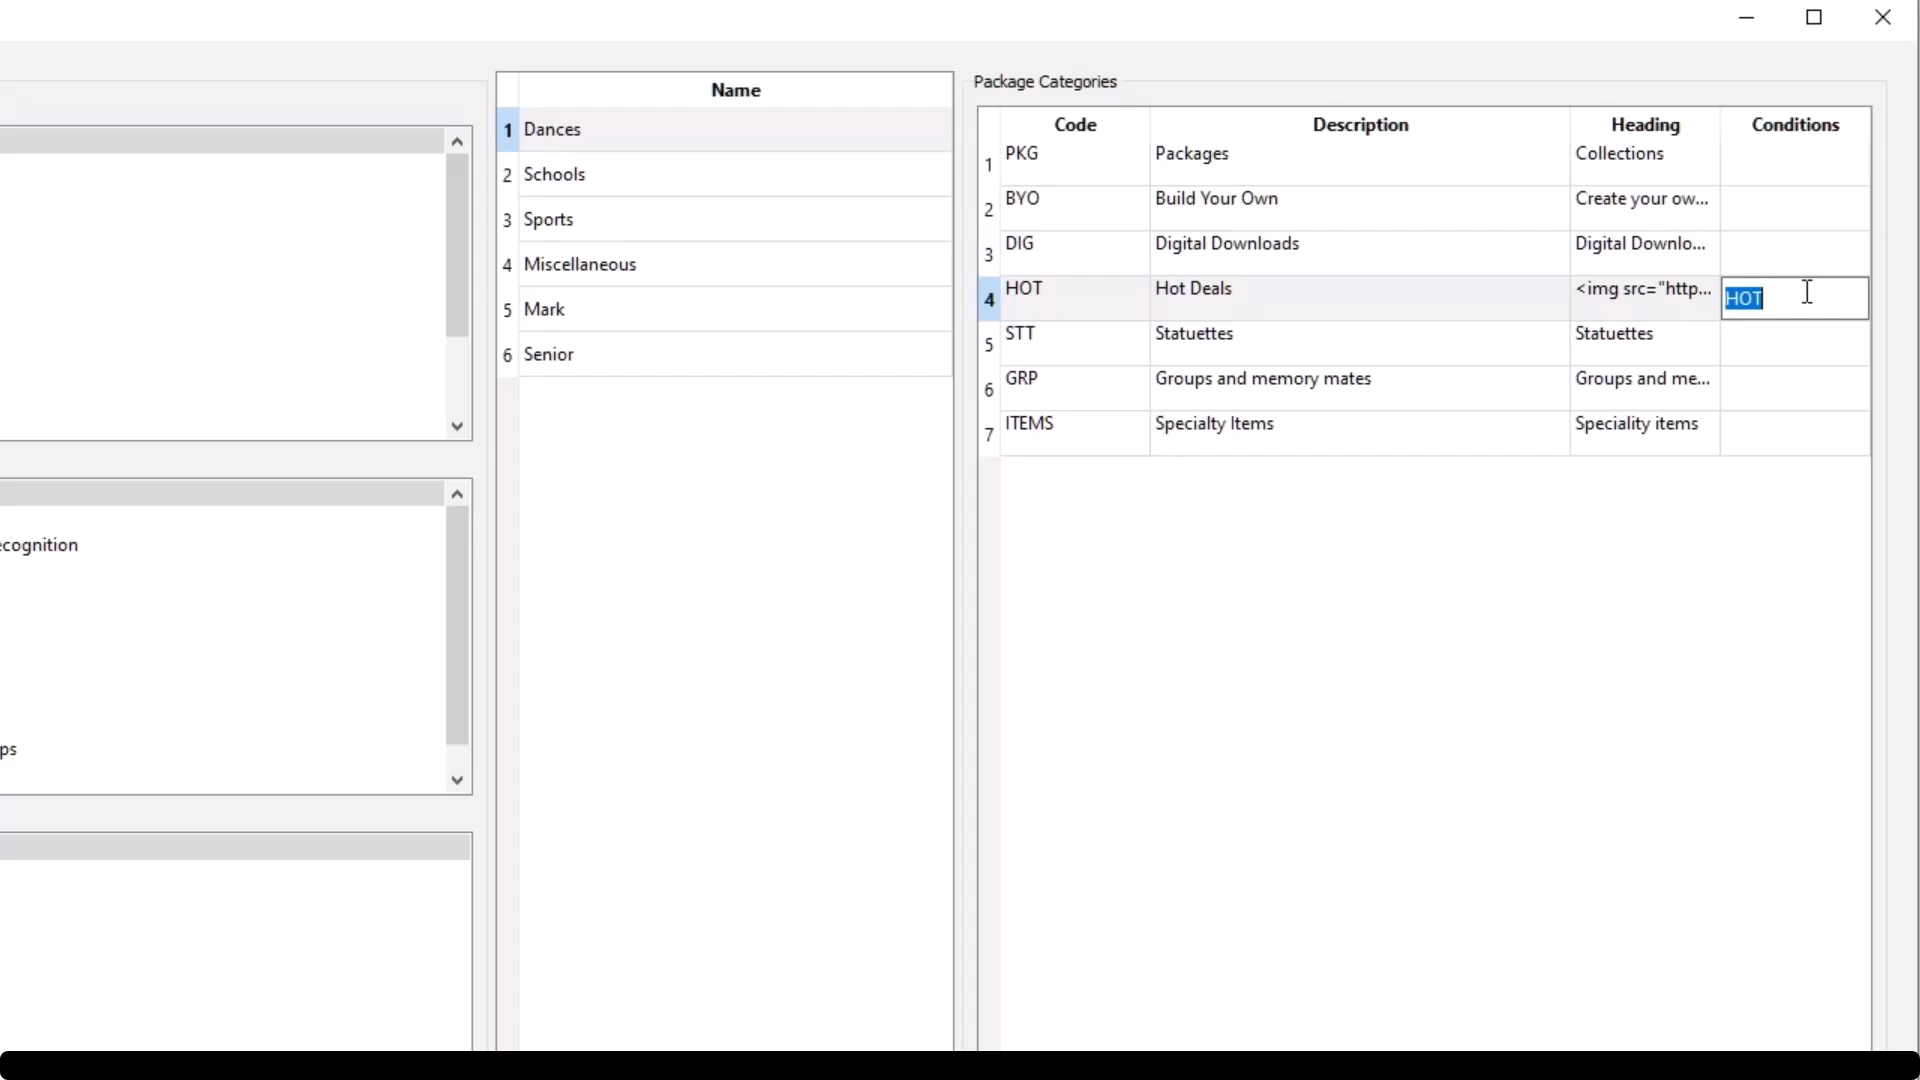 ecognition
ps
Name
1 Dances
2 Schools
3 Sports
4 Miscellaneous
5 Mark
6 Senior
Package Categories
Code Description Heading Conditions
1 PKG Packages Collections
2 BYO Build Your Own Create your ow...
3 DIG Digital Downloads Digital Downlo...
4 HOT Hot Deals <img src="http... HOT
5 STT Statuettes Statuettes
6 GRP Groups and memory mates Groups and me...
7 ITEMS Specialty Items Speciality items